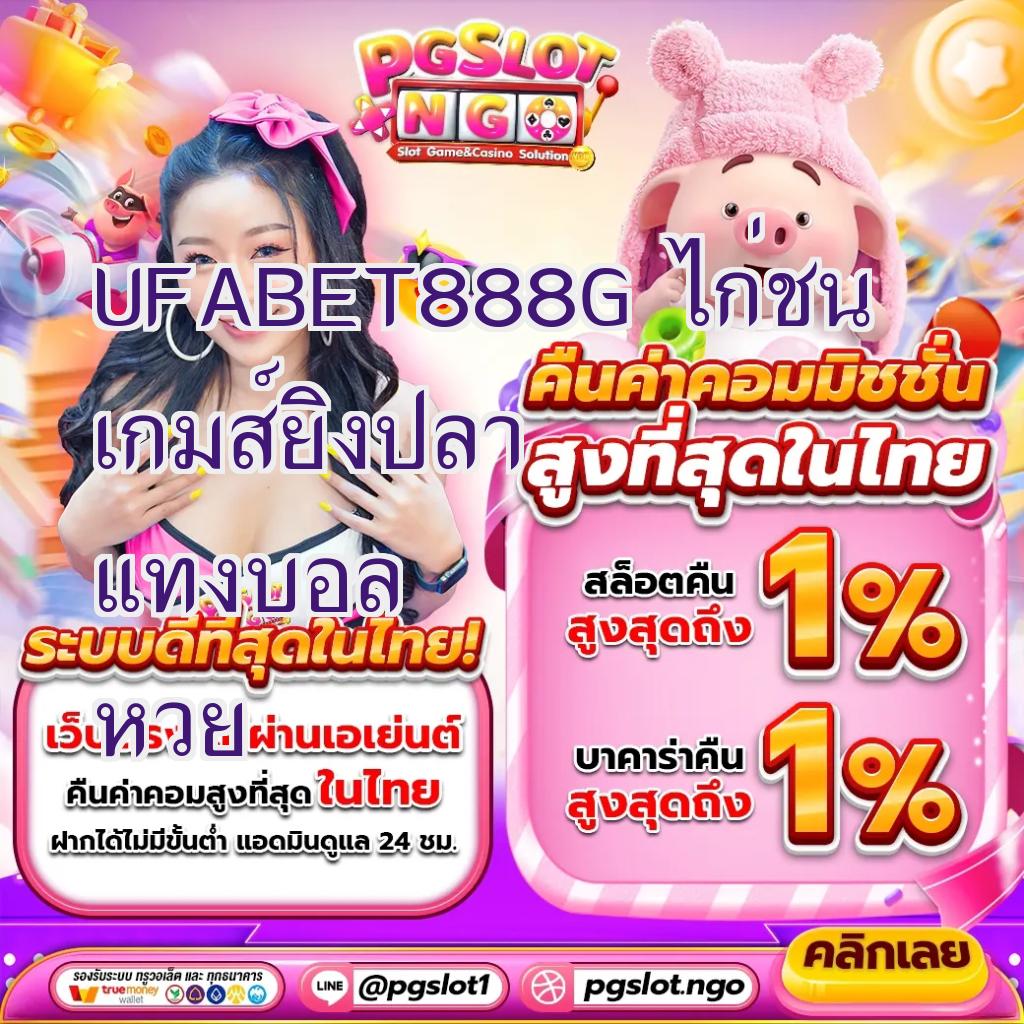 PGSLOT
NGO
Slot Game&Casino Solution
UFABET888G ไก่ชน
เกมส์ยิงปลา
แทงบอล
หวย
คืนค่าคอมมิชชั่น
สูงที่สุดในไทย
สล็อตคืน
สูงสุดถึง
1%
บาคาร่าคืน
สูงสุดถึง
1%
ระบบดีที่สุดในไทย!
ผ่านเอเย่นต์
คืนค่าคอมสูงที่สุด ในไทย
ฝากได้ไม่มีขั้นต่ำ แอดมินดูแล 24 ชม.
คลิกเลย
รองรับระบบ ทรูวอเล็ต และ ทุกธนาคาร
truemoney
wallet
LINE @pgslot1
pgslot.ngo